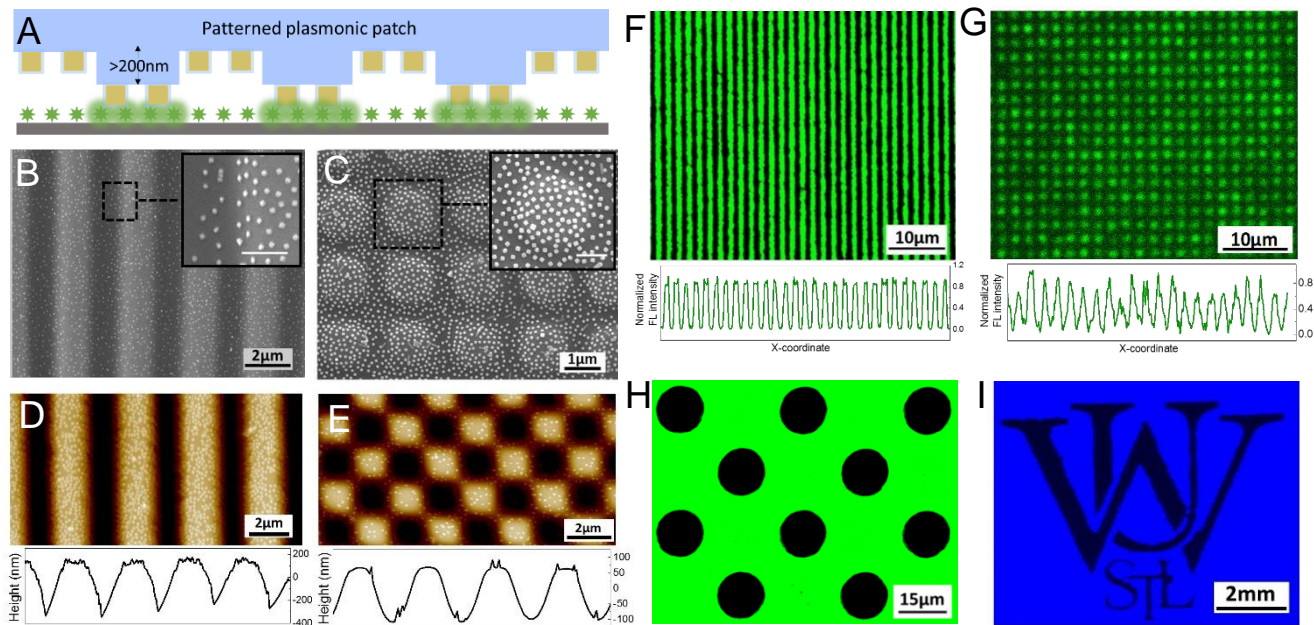 A
Patterned plasmonic patch
>200nm
B
2μm
C
1μm
D
2μm
Height (nm)
200
0
-200
-400
E
2μm
Height (nm)
100
50
0
-50
-100
F
10μm
Normalized
FL intensity
1.2
0.8
0.4
0.0
X-coordinate
G
10μm
Normalized
FL intensity
0.8
0.4
0.0
X-coordinate
H
15μm
I
WU
STL
2mm